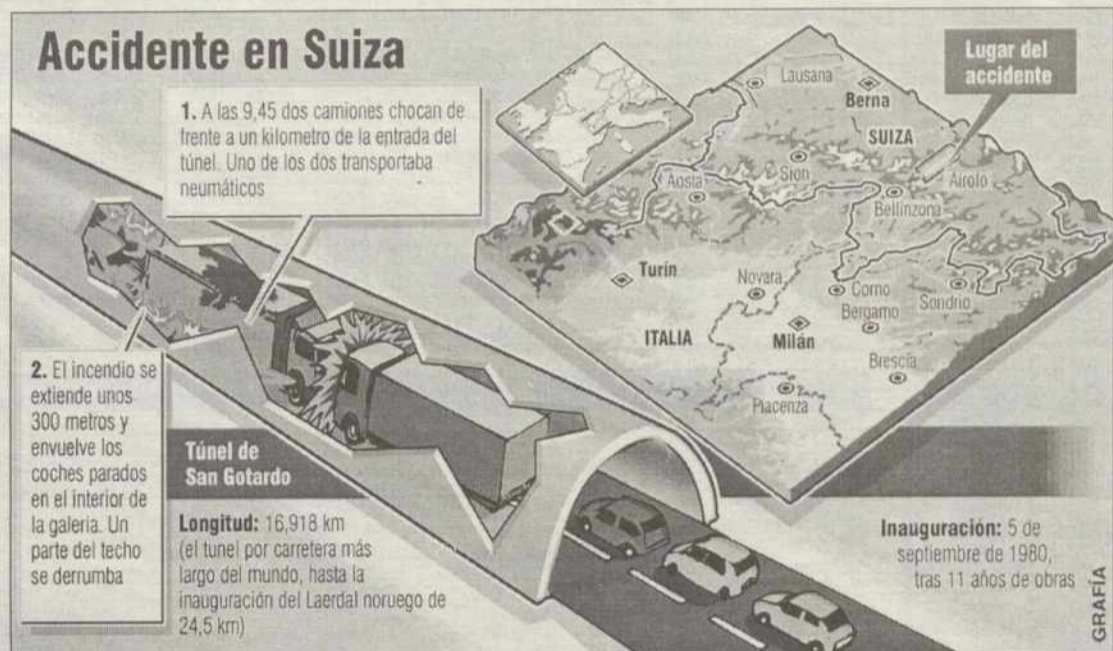 Accidente en Suiza
1. A las 9,45 dos camiones chocan de
frente a un kilometro de la entrada del
túnel. Uno de los dos transportaba
neumáticos
Lugar del
accidente
Lausana
Berna
SUIZA
Sion
Airolo
Aosta
Bellinzona
Turín
Novara
Como
Sondrio
Bergamo
ITALIA
Milán
Brescia
Piacenza
2. El incendio se
extiende unos
300 metros y
envuelve los
coches parados
en el interior de
la galeria. Un
parte del techo
se derrumba
Túnel de
San Gotardo
Longitud: 16,918 km
(el tunel por carretera más
largo del mundo, hasta la
inauguración del Laerdal noruego de
24,5 km)
Inauguración: 5 de
septiembre de 1980,
tras 11 años de obras
GRAFÍA